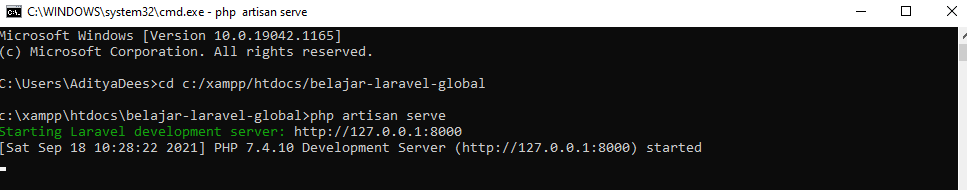 C:\WINDOWS\system32\cmd.exe - php  artisan serve
Microsoft Windows [Version 10.0.19042.1165]
(c) Microsoft Corporation. All rights reserved.
C:\Users\AdityaDees>cd c:/xampp/htdocs/belajar-laravel-global
c:\xampp\htdocs\belajar-laravel-global>php artisan serve
Starting Laravel development server: http://127.0.0.1:8000
[Sat Sep 18 10:28:22 2021] PHP 7.4.10 Development Server (http://127.0.0.1:8000) started